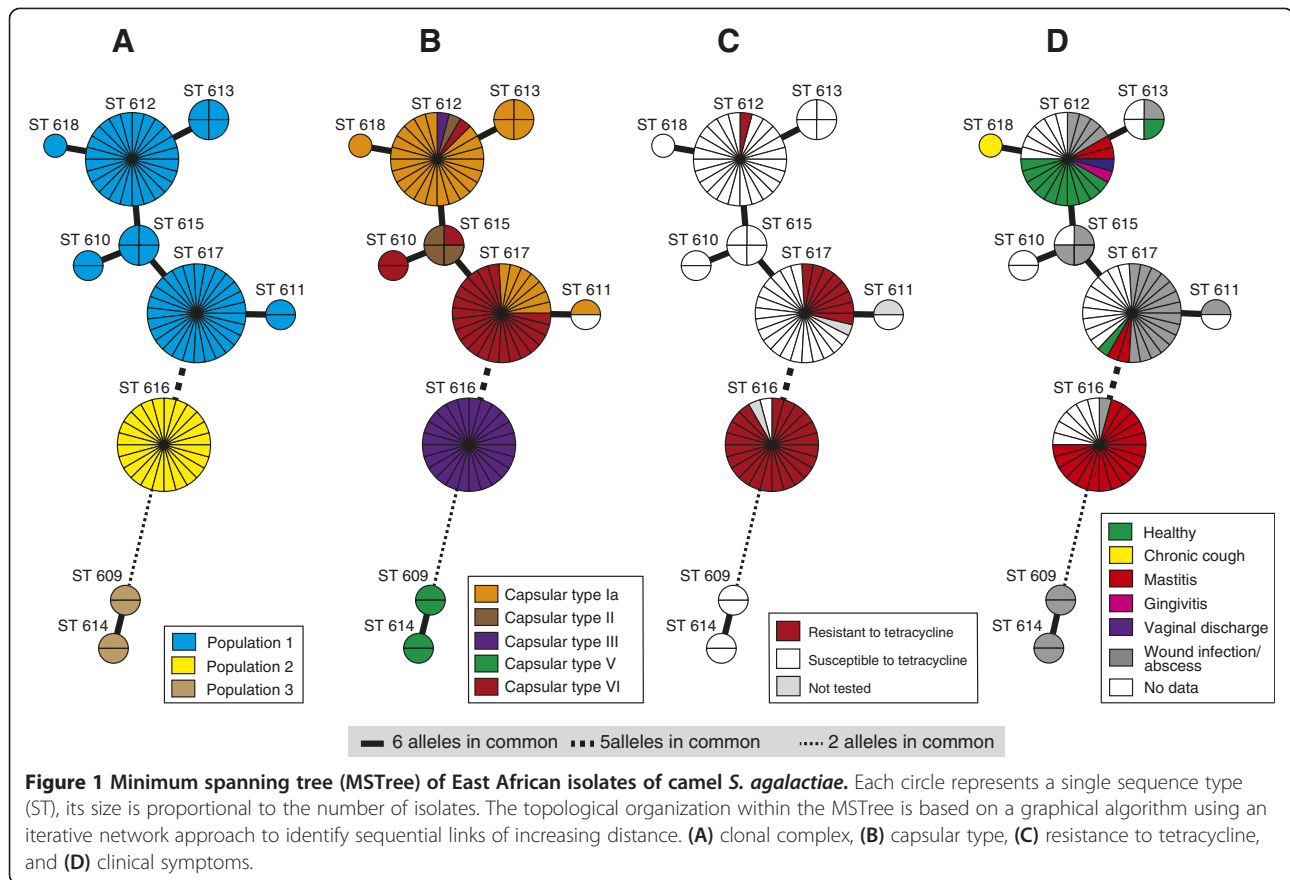 A
B
C
D
ST 612
ST 613
ST 618
ST 615
ST 610
ST 617
ST 611
ST 616
ST 609
ST 614
Population 1
Population 2
Population 3
ST 612
ST 613
ST 618
ST 615
ST 610
ST 617
ST 611
ST 616
ST 609
ST 614
Capsular type Ia
Capsular type II
Capsular type III
Capsular type V
Capsular type VI
ST 612
ST 613
ST 618
ST 615
ST 610
ST 617
ST 611
ST 616
ST 609
ST 614
Resistant to tetracycline
Susceptible to tetracycline
Not tested
ST 612
ST 613
ST 618
ST 615
ST 610
ST 617
ST 611
ST 616
ST 609
ST 614
Healthy
Chronic cough
Mastitis
Gingivitis
Vaginal discharge
Wound infection/
abscess
No data
6 alleles in common
5alleles in common
2 alleles in common
Figure 1 Minimum spanning tree (MSTree) of East African isolates of camel S. agalactiae. Each circle represents a single sequence type
(ST), its size is proportional to the number of isolates. The topological organization within the MSTree is based on a graphical algorithm using an
iterative network approach to identify sequential links of increasing distance. (A) clonal complex, (B) capsular type, (C) resistance to tetracycline,
and (D) clinical symptoms.